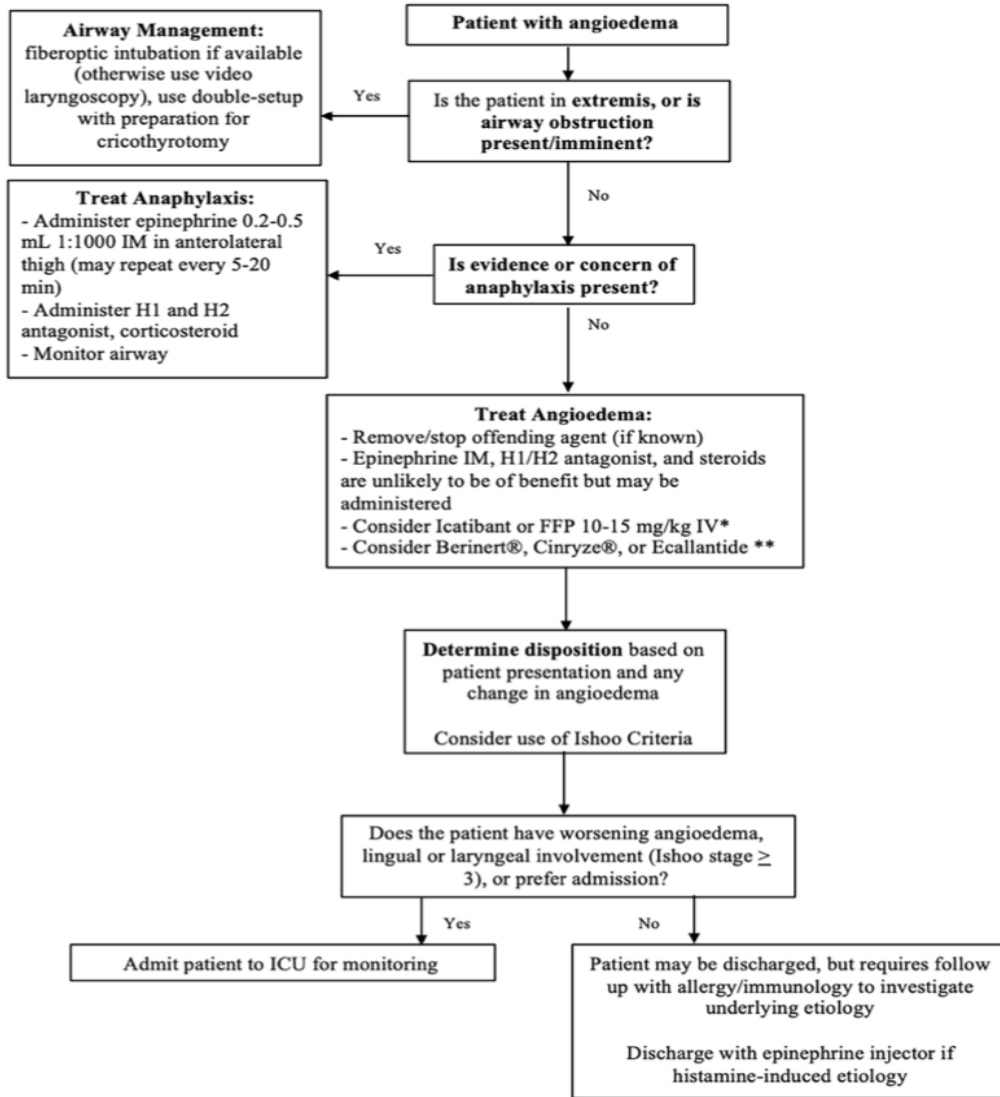 Patient with angioedema
Is the patient in extremis, or is
airway obstruction
present/imminent?
Yes
Airway Management:
fiberoptic intubation if available
(otherwise use video
laryngoscopy), use double-setup
with preparation for
cricothyrotomy
No
Is evidence or concern of
anaphylaxis present?
Yes
Treat Anaphylaxis:
- Administer epinephrine 0.2-0.5
mL 1:1000 IM in anterolateral
thigh (may repeat every 5-20
min)
- Administer H1 and H2
antagonist, corticosteroid
- Monitor airway
No
Treat Angioedema:
- Remove/stop offending agent (if known)
- Epinephrine IM, H1/H2 antagonist, and steroids
are unlikely to be of benefit but may be
administered
- Consider Icatibant or FFP 10-15 mg/kg IV*
- Consider Berinert®, Cinryze®, or Ecallantide **
Determine disposition based on
patient presentation and any
change in angioedema
Consider use of Ishoo Criteria
Does the patient have worsening angioedema,
lingual or laryngeal involvement (Ishoo stage ≥
3), or prefer admission?
Yes
Admit patient to ICU for monitoring
No
Patient may be discharged, but requires follow
up with allergy/immunology to investigate
underlying etiology
Discharge with epinephrine injector if
histamine-induced etiology